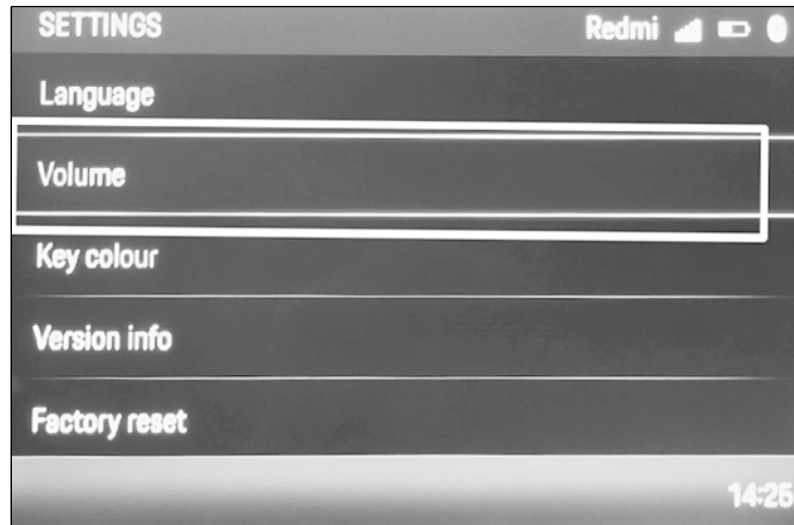 SETTINGS Redmi
Language
Volume
Key colour
Version info
Factory reset
14:25